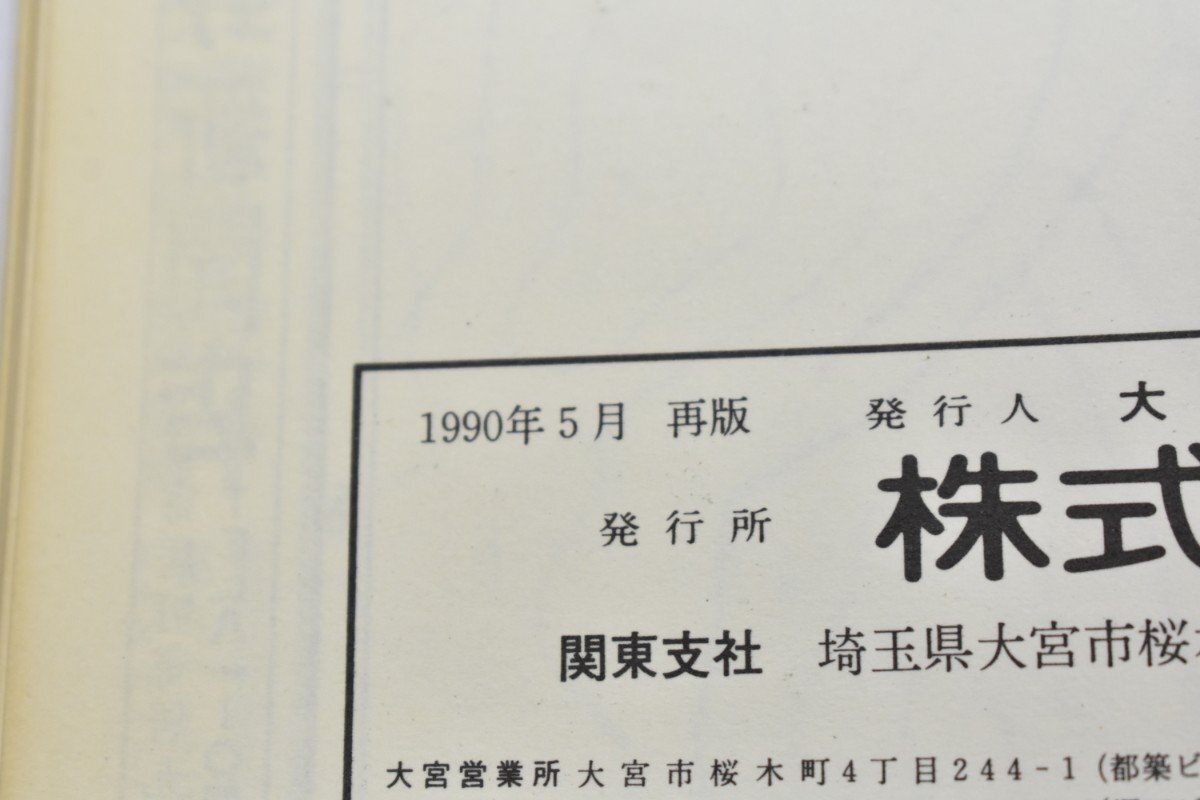 1990年5月 再版 発行人 大
発行所 株式
関東支社 埼玉県大宮市桜木
大宮営業所 大宮市桜木町4丁目244-1(都築ビ